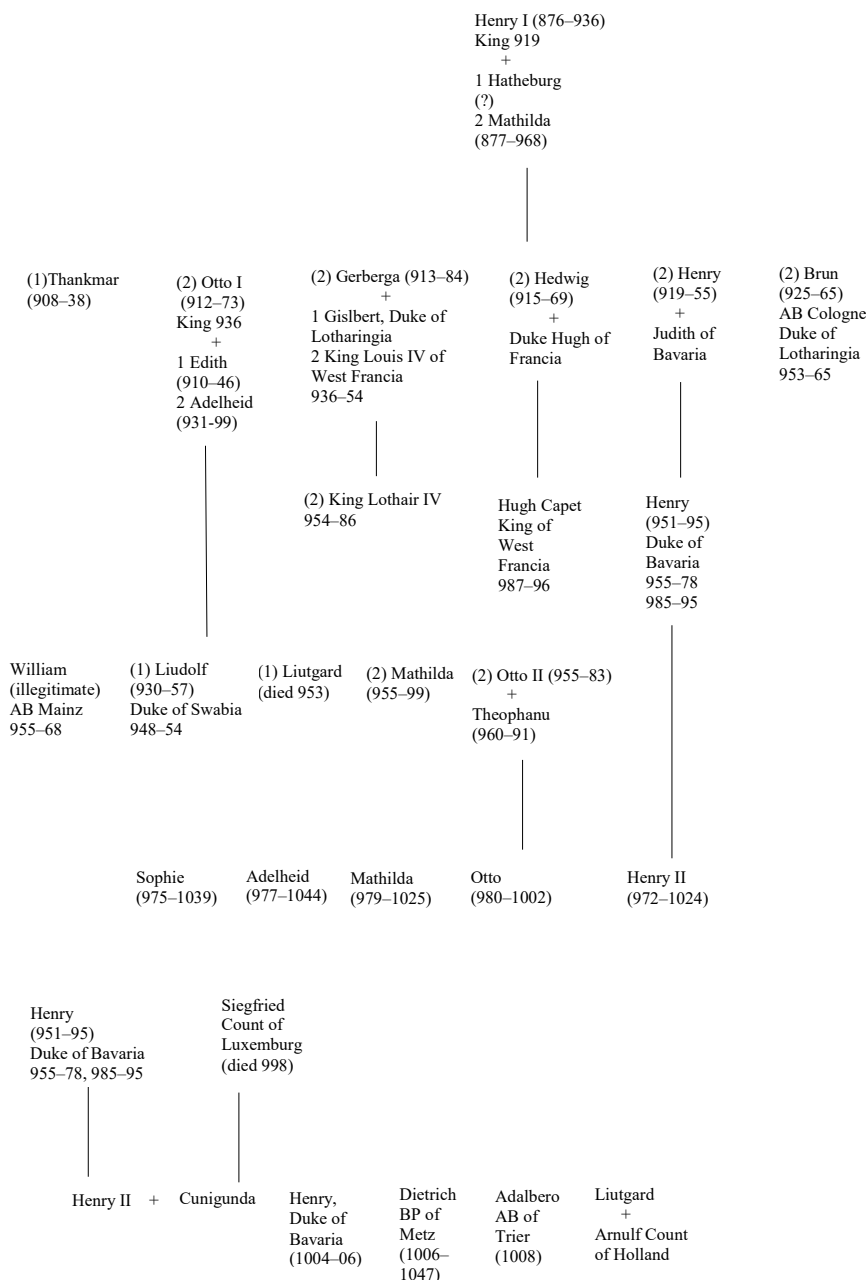 Henry I (876–936)
King 919
+
1 Hatheburg
(?)
2 Mathilda
(877–968)
(1)Thankmar
(908–38)
(2) Otto I
(912–73)
King 936
+
1 Edith
(910–46)
2 Adelheid
(931-99)
(2) Gerberga (913–84)
+
1 Gislbert, Duke of
Lotharingia
2 King Louis IV of
West Francia
936–54
(2) Hedwig
(915–69)
+
Duke Hugh of
Francia
(2) Henry
(919–55)
+
Judith of
Bavaria
(2) Brun
(925–65)
AB Cologne
Duke of
Lotharingia
953–65
(2) King Lothair IV
954–86
Hugh Capet
King of
West
Francia
987–96
Henry
(951–95)
Duke of
Bavaria
955–78
985–95
William
(illegitimate)
AB Mainz
955–68
(1) Liudolf
(930–57)
Duke of Swabia
948–54
(1) Liutgard
(died 953)
(2) Mathilda
(955–99)
(2) Otto II (955–83)
+
Theophanu
(960–91)
Sophie
(975–1039)
Adelheid
(977–1044)
Mathilda
(979–1025)
Otto
(980–1002)
Henry II
(972–1024)
Henry
(951–95)
Duke of Bavaria
955–78, 985–95
Siegfried
Count of
Luxemburg
(died 998)
Henry II + Cunigunda
Henry,
Duke of
Bavaria
(1004–06)
Dietrich
BP of
Metz
(1006–
1047)
Adalbero
AB of
Trier
(1008)
Liutgard
+
Arnulf Count
of Holland